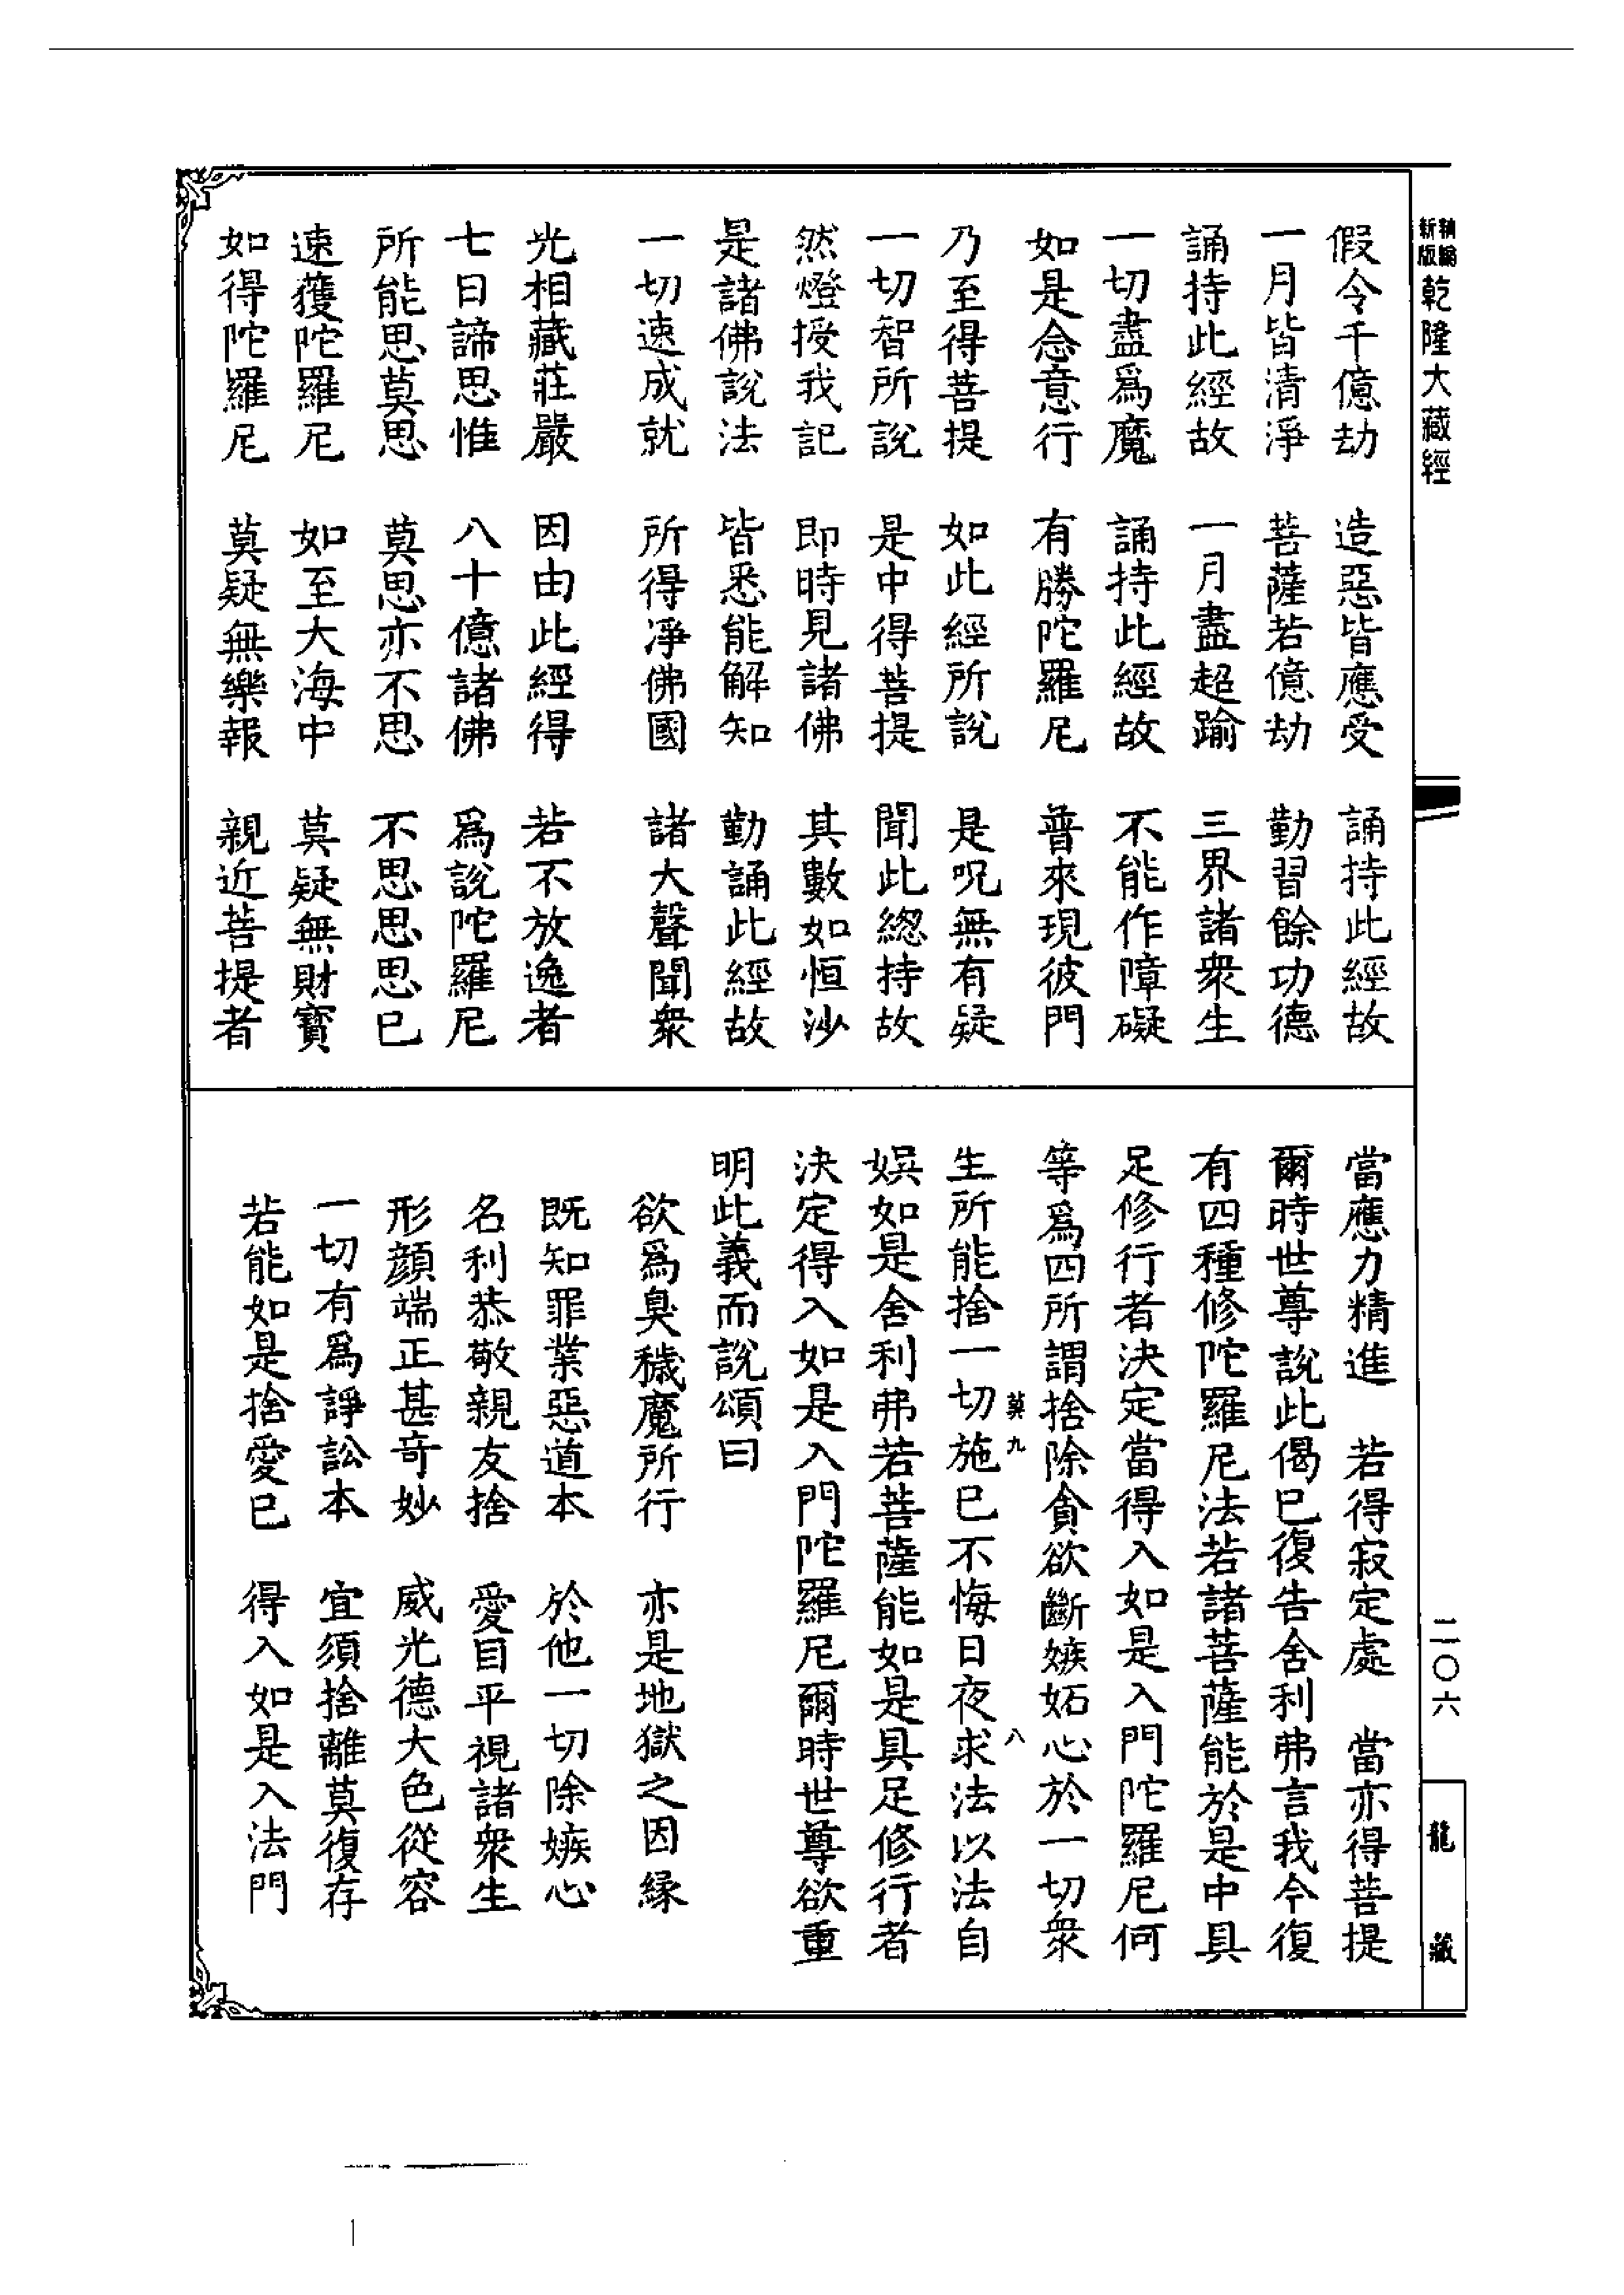 新編
新版
乾隆大藏經
假令千億劫　造惡皆應受　誦持此經故
一月皆清淨　菩薩若億劫　勤習餘功德
誦持此經故　一月盡超踰　三界諸衆生
一切盡爲魔　誦持此經故　不能作障礙
如是念意行　有勝陀羅尼　普來現彼門
乃至得菩提　如此經所說　是呪無有疑
一切智所說　是中得菩提　聞此總持故
然燈授我記　即時見諸佛　其數如恒沙
是諸佛說法　皆悉能解知　勤誦此經故
一切速成就　所得淨佛國　諸大聲聞衆
光相藏莊嚴　因由此經得　若不放逸者
七日諦思惟　八十億諸佛　爲說陀羅尼
所能思莫思　莫思亦不思　不思思思已
速獲陀羅尼　如至大海中　莫疑無財寶
如得陀羅尼　莫疑無樂報　親近菩提者
當應力精進　若得寂定處　當亦得菩提
爾時世尊說此偈已復告舍利弗言我今復
有四種修陀羅尼法若諸菩薩能於是中具
足修行者決定當得入如是入門陀羅尼何
等爲四所謂捨除貪欲斷嫉妬心於一切衆
莫九　八
生所能捨一切施已不悔日夜求法以法自
娛如是舍利弗若菩薩能如是具足修行者
決定得入如是入門陀羅尼爾時世尊欲重
明此義而說頌曰
欲爲臭穢魔所行　亦是地獄之因緣
既知罪業惡道本　於他一切除嫉心
名利恭敬親友捨　愛目平視諸衆生
形顔端正甚奇妙　威光德大色從容
一切有爲諍訟本　宜須捨離莫復存
若能如是捨愛已　得入如是入法門
二〇六
龍藏